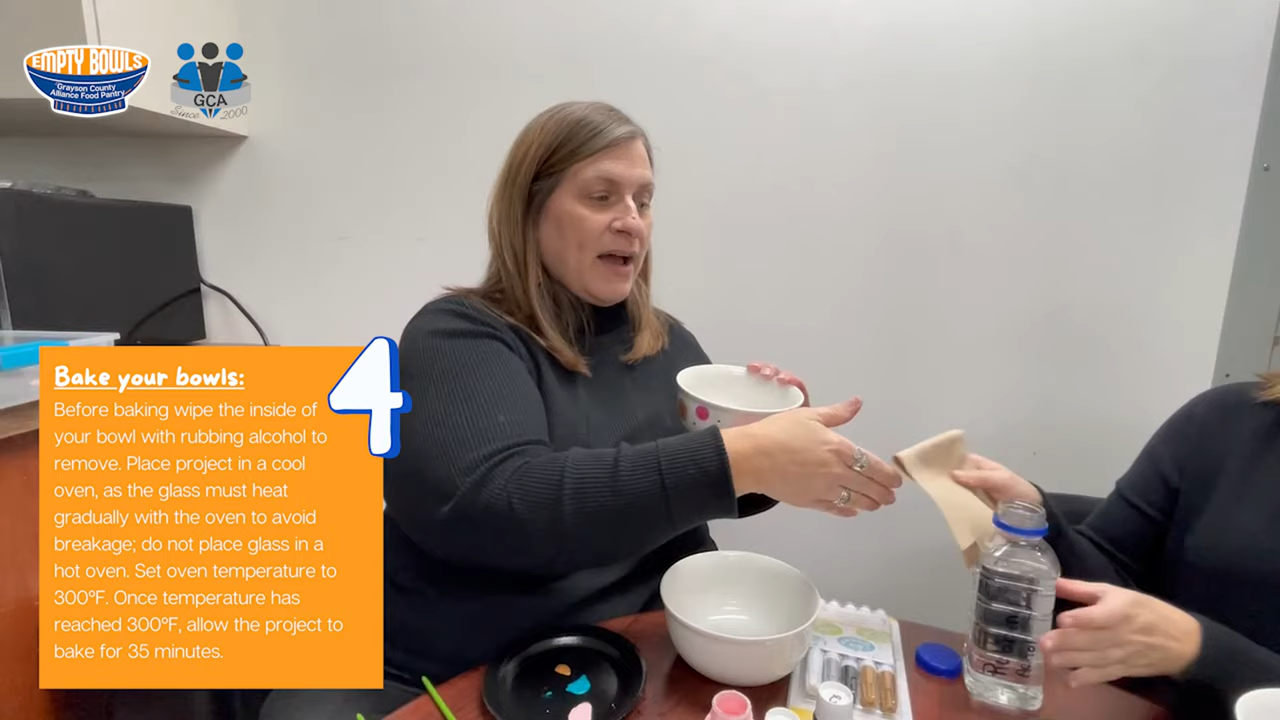 EMPTY BOWLS
Grayson County
Alliance Food Pantry
GCA
Since 2000
4
Bake your bowls:
Before baking wipe the inside of
your bowl with rubbing alcohol to
remove. Place project in a cool
oven, as the glass must heat
gradually with the oven to avoid
breakage; do not place glass in a
hot oven. Set oven temperature to
300°F. Once temperature has
reached 300°F, allow the project to
bake for 35 minutes.